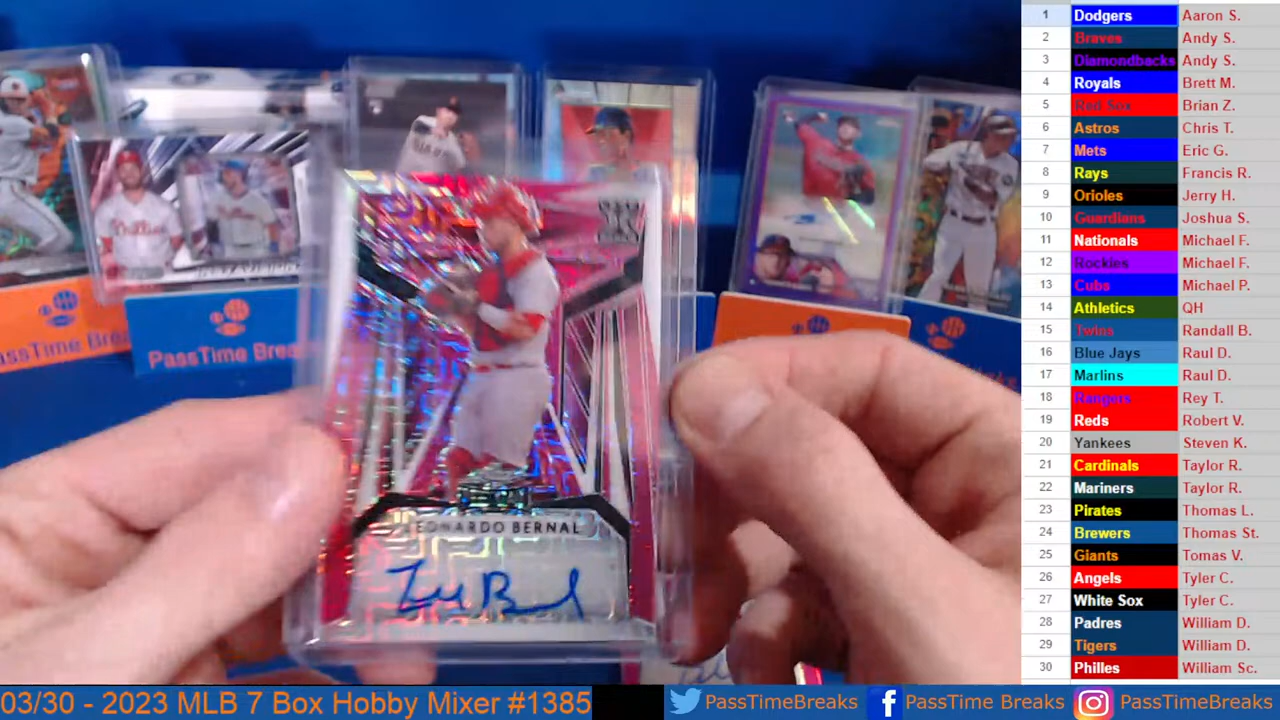 1 Dodgers Aaron S.
2 Braves Andy S.
3 Diamondbacks Andy S.
4 Royals Brett M.
5 Red Sox Brian Z.
6 Astros Chris T.
7 Mets Eric G.
8 Rays Francis R.
9 Orioles Jerry H.
10 Guardians Joshua S.
11 Nationals Michael F.
12 Rockies Michael F.
13 Cubs Michael P.
14 Athletics QH
15 Twins Randall B.
16 Blue Jays Raul D.
17 Marlins Raul D.
18 Rangers Rey T.
19 Reds Robert V.
20 Yankees Steven K.
21 Cardinals Taylor R.
22 Mariners Taylor R.
23 Pirates Thomas L.
24 Brewers Thomas St.
25 Giants Tomas V.
26 Angels Tyler C.
27 White Sox Tyler C.
28 Padres William D.
29 Tigers William D.
30 Philles William Sc.
Phillies
assTime Break
PassTime Brea
EDWARDO BERNAL
03/30 - 2023 MLB 7 Box Hobby Mixer #1385
PassTimeBreaks
PassTime Breaks
PassTimeBreaks